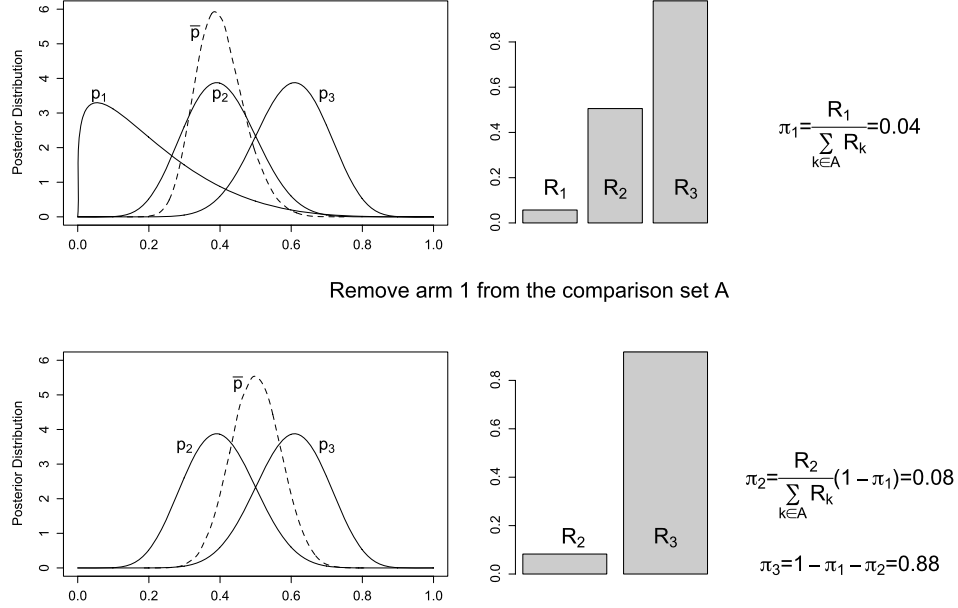 Posterior Distribution
0 1 2 3 4 5 6
0.0 0.2 0.4 0.6 0.8 1.0
p̅
p₁
p₂
p₃
0.0 0.2 0.4 0.6 0.8
R₁
R₂
R₃
π₁=R₁/∑k∈A Rₖ=0.04
Remove arm 1 from the comparison set A
Posterior Distribution
0 1 2 3 4 5 6
0.0 0.2 0.4 0.6 0.8 1.0
p̅
p₂
p₃
0.0 0.2 0.4 0.6 0.8
R₂
R₃
π₂=R₂/∑k∈A Rₖ(1−π₁)=0.08
π₃=1−π₁−π₂=0.88